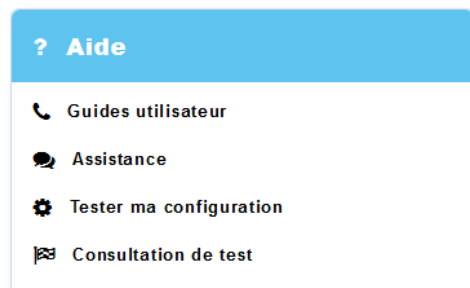 ? Aide
Guides utilisateur
Assistance
Tester ma configuration
Consultation de test